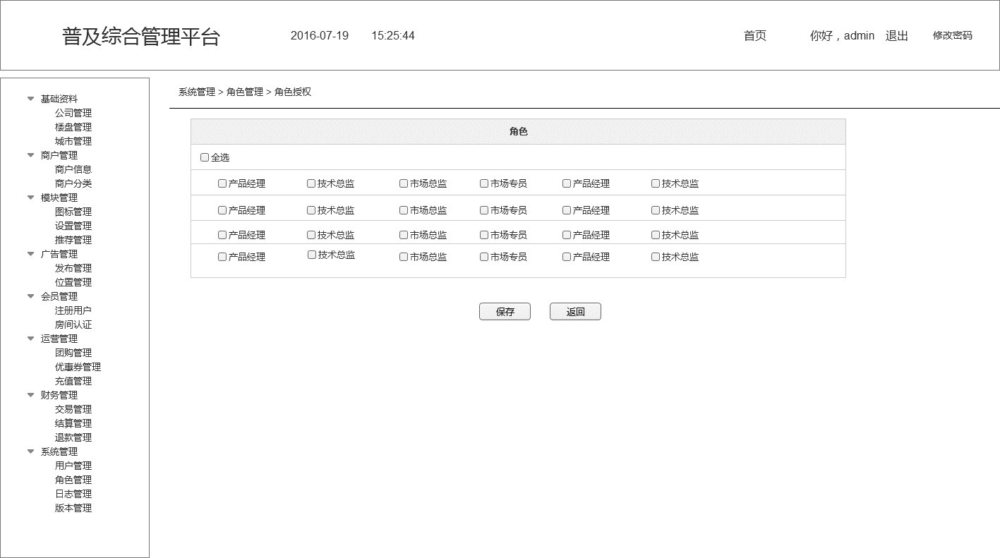 普及综合管理平台 2016-07-19 15:25:44 首页 你好，admin 退出 修改密码
基础资料
公司管理
楼盘管理
城市管理
商户管理
商户信息
商户分类
模块管理
图标管理
设置管理
推荐管理
广告管理
发布管理
位置管理
会员管理
注册用户
房间认证
运营管理
团购管理
优惠券管理
充值管理
财务管理
交易管理
结算管理
退款管理
系统管理
用户管理
角色管理
日志管理
版本管理
系统管理 > 角色管理 > 角色授权
角色
全选
产品经理 技术总监 市场总监 市场专员 产品经理 技术总监
产品经理 技术总监 市场总监 市场专员 产品经理 技术总监
产品经理 技术总监 市场总监 市场专员 产品经理 技术总监
产品经理 技术总监 市场总监 市场专员 产品经理 技术总监
保存 返回